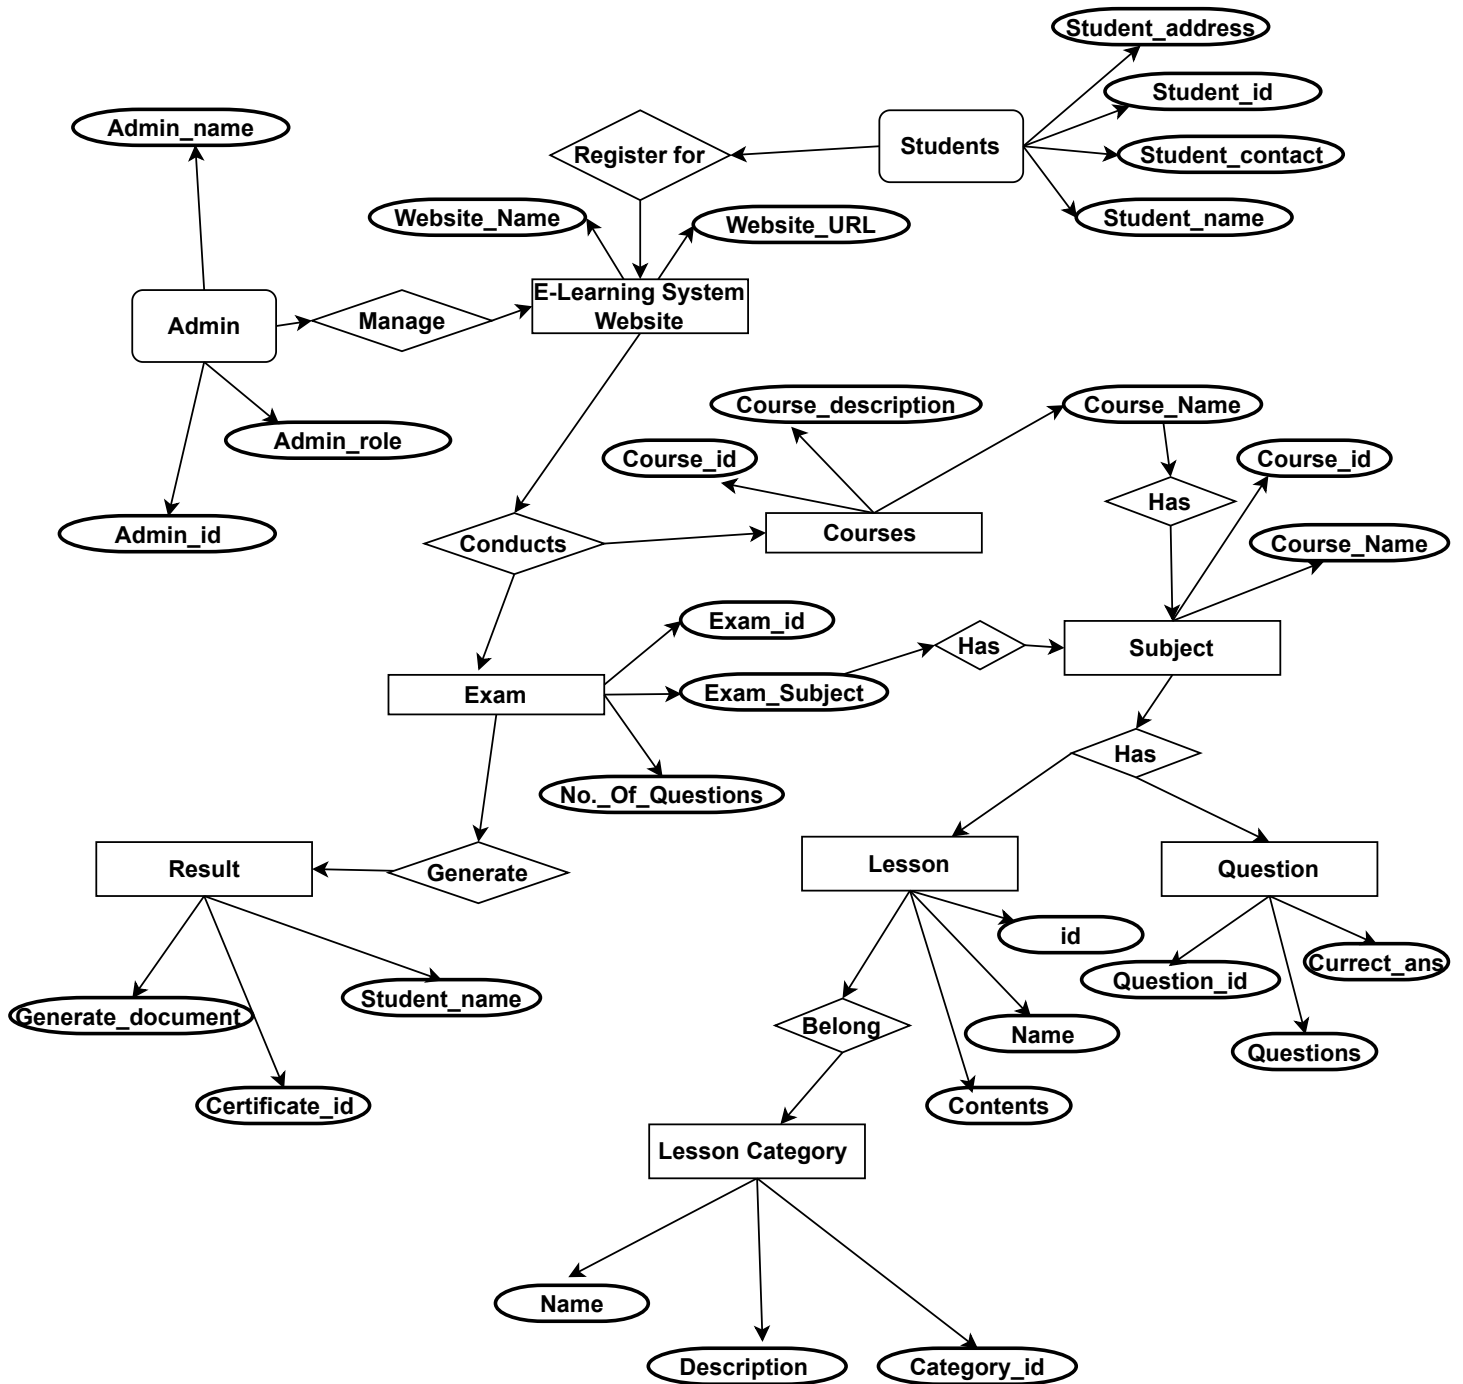 Student_address
Student_id
Admin_name
Students
Register for
Student_contact
Website_Name
Website_URL
Student_name
E-Learning System
Website
Admin
Manage
Course_description
Course_Name
Admin_role
Course_id
Course_id
Has
Admin_id
Conducts
Courses
Course_Name
Exam_id
Has
Subject
Exam
Exam_Subject
Has
No._Of_Questions
Result
Generate
Lesson
Question
id
Currect_ans
Question_id
Student_name
Generate_document
Belong
Name
Questions
Certificate_id
Contents
Lesson Category
Name
Description
Category_id